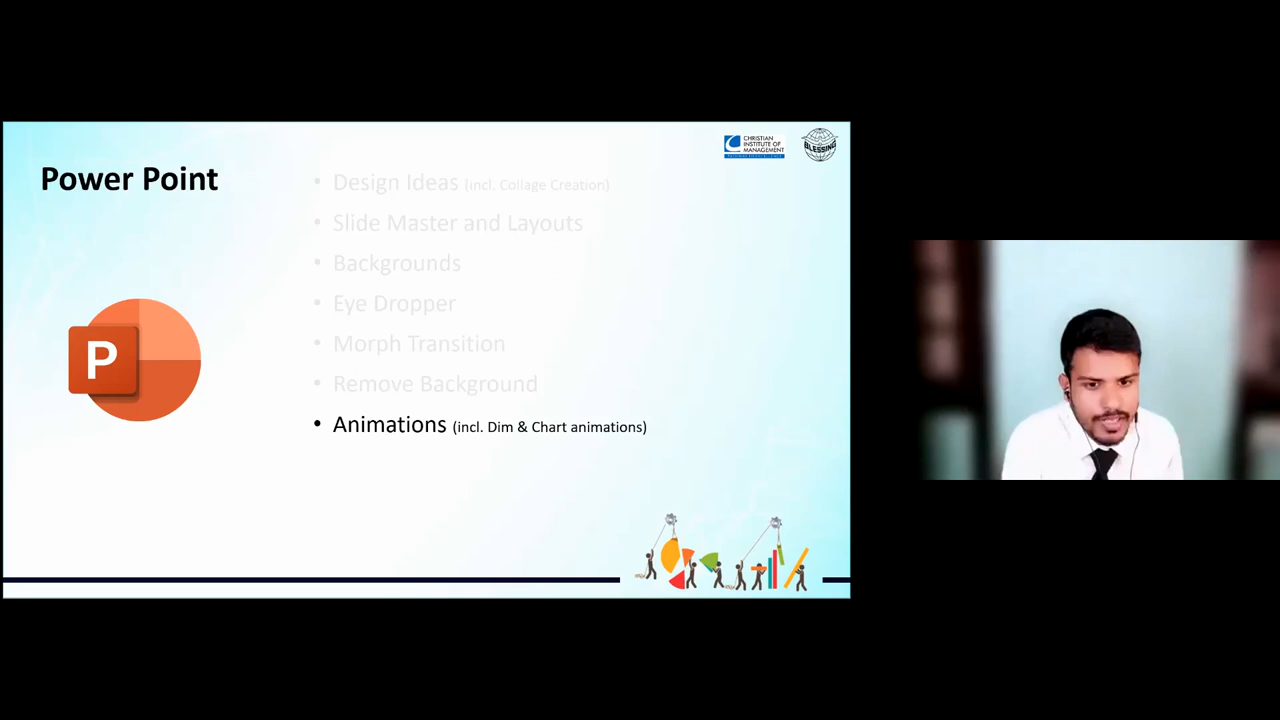 CHRISTIAN
INSTITUTE OF
MANAGEMENT
BLESSING
Power Point
• Design Ideas (incl. Collage Creation)
• Slide Master and Layouts
• Backgrounds
• Eye Dropper
• Morph Transition
• Remove Background
• Animations (incl. Dim & Chart animations)
P